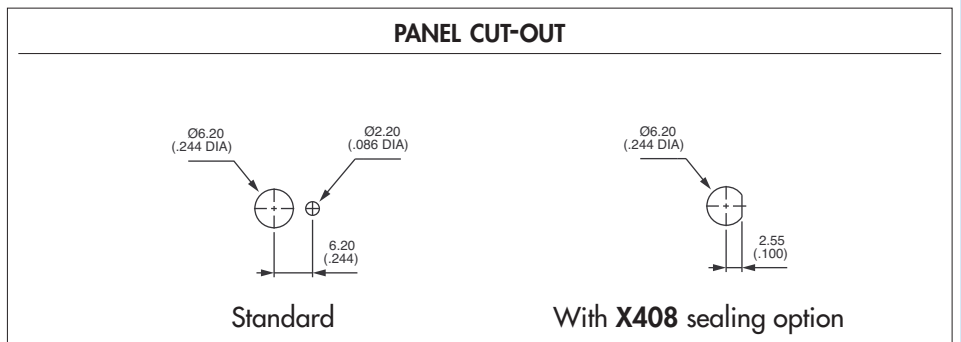 PANEL CUT-OUT
Ø6.20
(.244 DIA)
Ø2.20
(.086 DIA)
6.20
(.244)
Standard
Ø6.20
(.244 DIA)
2.55
(.100)
With X408 sealing option